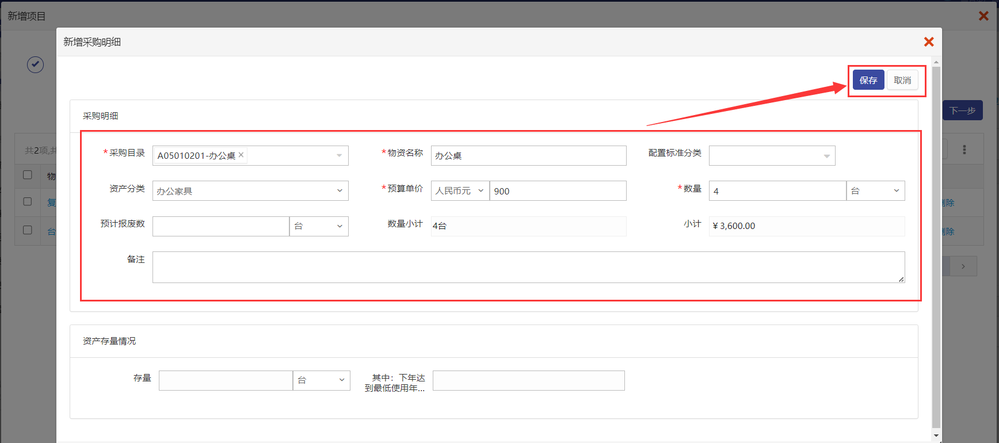 新增项目
新增采购明细
保存 取消
下一步
采购明细
共2项,共
*采购目录 A05010201-办公桌 *物资名称 办公桌 配置标准分类
物
资产分类 办公家具 *预算单价 人民币元 900 *数量 4 台
复 删除
预计报废数 台 数量小计 4台 小计 ¥ 3,600.00
台 删除
备注
资产存量情况
存量 台 其中：下年达
到最低使用年...